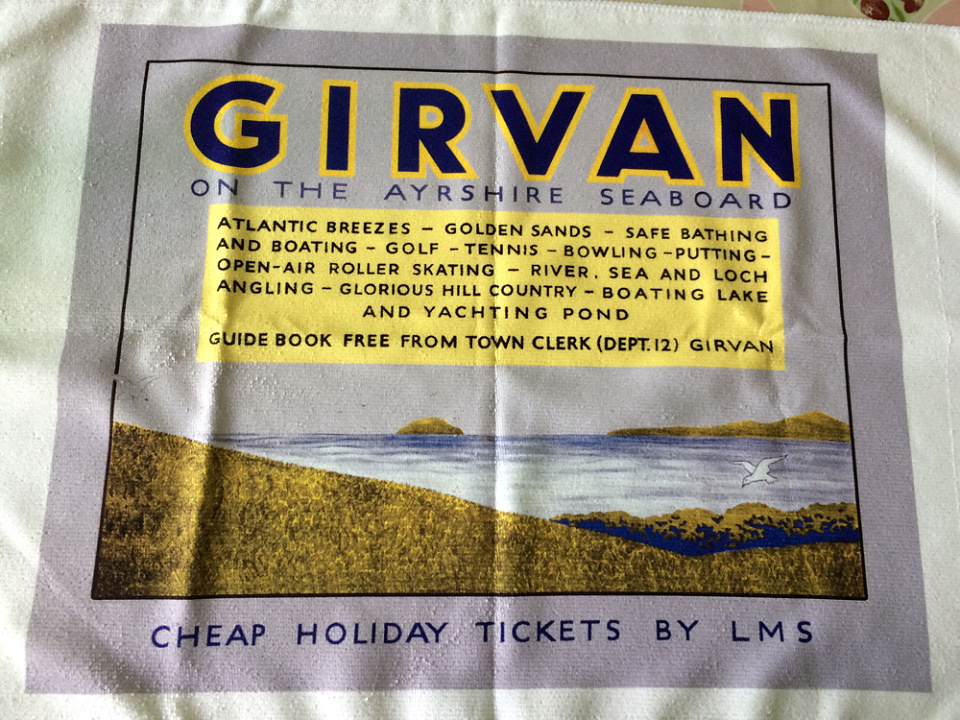 GIRVAN
ON THE AYRSHIRE SEABOARD
ATLANTIC BREEZES – GOLDEN SANDS – SAFE BATHING
AND BOATING – GOLF – TENNIS – BOWLING – PUTTING –
OPEN-AIR ROLLER SKATING – RIVER, SEA AND LOCH
ANGLING – GLORIOUS HILL COUNTRY – BOATING LAKE
AND YACHTING POND
GUIDE BOOK FREE FROM TOWN CLERK (DEPT. 12) GIRVAN
CHEAP HOLIDAY TICKETS BY LMS